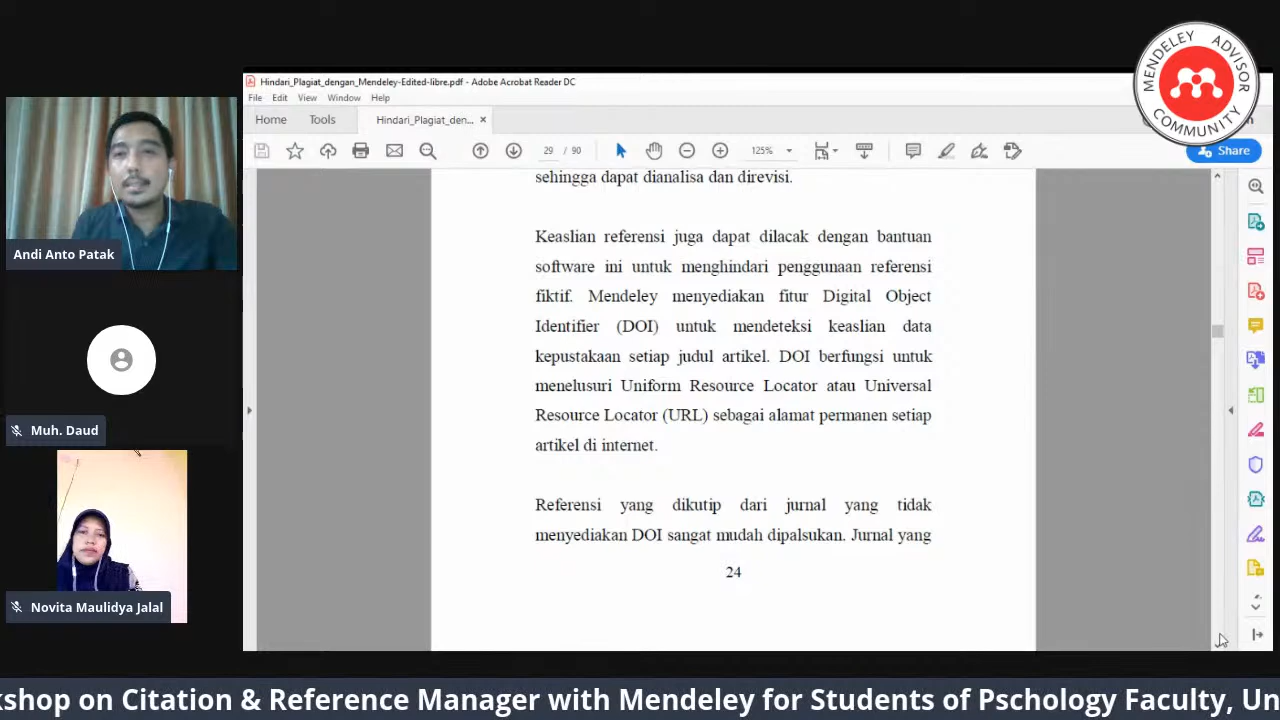 MENDELEY ADVISOR
COMMUNITY
Hindari_Plagiat_dengan_Mendeley-Edited-libre.pdf - Adobe Acrobat Reader DC
File Edit View Window Help
Home Tools Hindari_Plagiat_den... ×
29 / 90 125%
Share
sehingga dapat dianalisa dan direvisi.
Keaslian referensi juga dapat dilacak dengan bantuan
software ini untuk menghindari penggunaan referensi
fiktif. Mendeley menyediakan fitur Digital Object
Identifier (DOI) untuk mendeteksi keaslian data
kepustakaan setiap judul artikel. DOI berfungsi untuk
menelusuri Uniform Resource Locator atau Universal
Resource Locator (URL) sebagai alamat permanen setiap
artikel di internet.
Referensi yang dikutip dari jurnal yang tidak
menyediakan DOI sangat mudah dipalsukan. Jurnal yang
24
Andi Anto Patak
Muh. Daud
Novita Maulidya Jalal
kshop on Citation & Reference Manager with Mendeley for Students of Pschology Faculty, Un